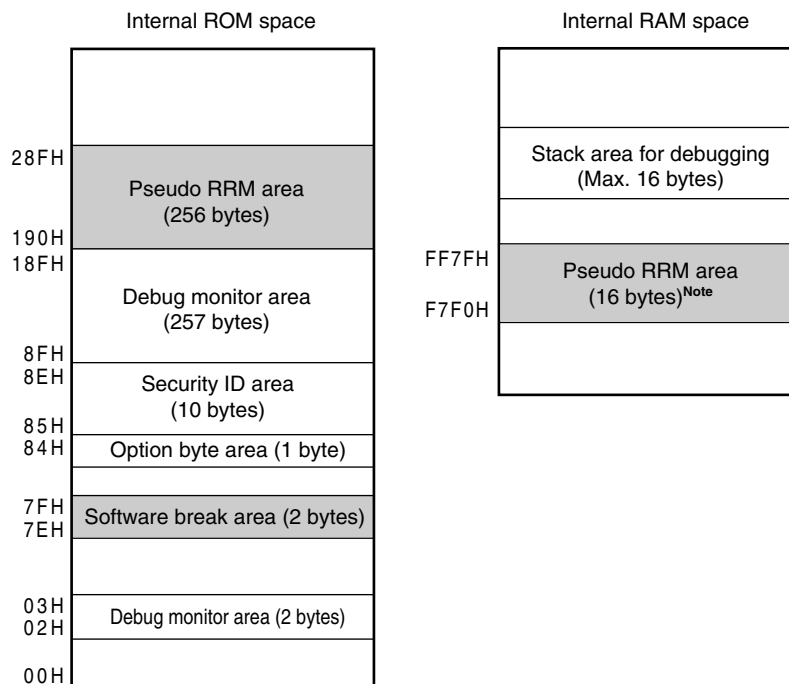 Internal ROM space
28FH
Pseudo RRM area
(256 bytes)
190H
18FH
Debug monitor area
(257 bytes)
8FH
8EH
Security ID area
(10 bytes)
85H
84H
Option byte area (1 byte)
7FH
Software break area (2 bytes)
7EH
03H
Debug monitor area (2 bytes)
02H
00H
Internal RAM space
Stack area for debugging
(Max. 16 bytes)
FF7FH
Pseudo RRM area
(16 bytes)Note
F7F0H